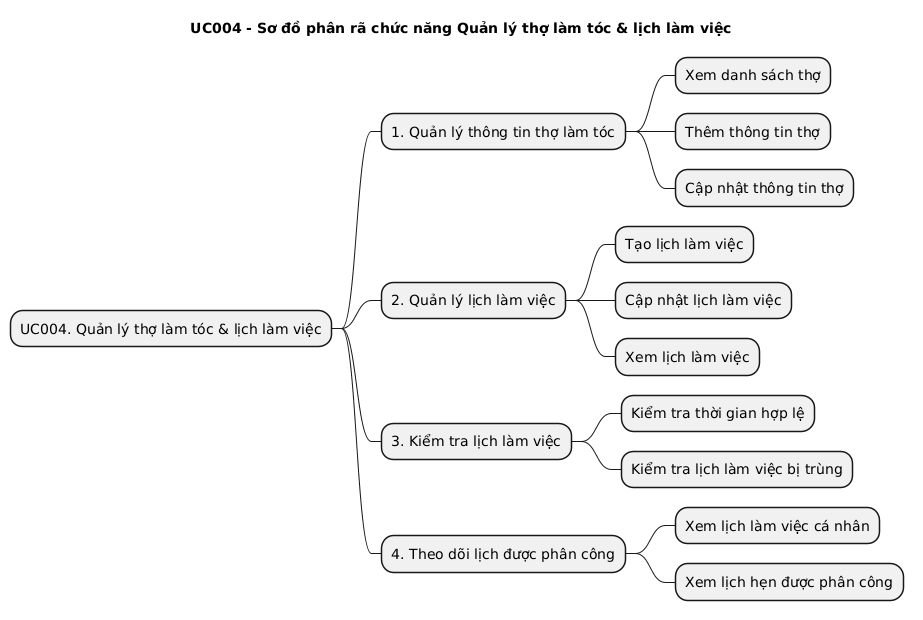 UC004 - Sơ đồ phân rã chức năng Quản lý thợ làm tóc & lịch làm việc
UC004. Quản lý thợ làm tóc & lịch làm việc
1. Quản lý thông tin thợ làm tóc
Xem danh sách thợ
Thêm thông tin thợ
Cập nhật thông tin thợ
2. Quản lý lịch làm việc
Tạo lịch làm việc
Cập nhật lịch làm việc
Xem lịch làm việc
3. Kiểm tra lịch làm việc
Kiểm tra thời gian hợp lệ
Kiểm tra lịch làm việc bị trùng
4. Theo dõi lịch được phân công
Xem lịch làm việc cá nhân
Xem lịch hẹn được phân công